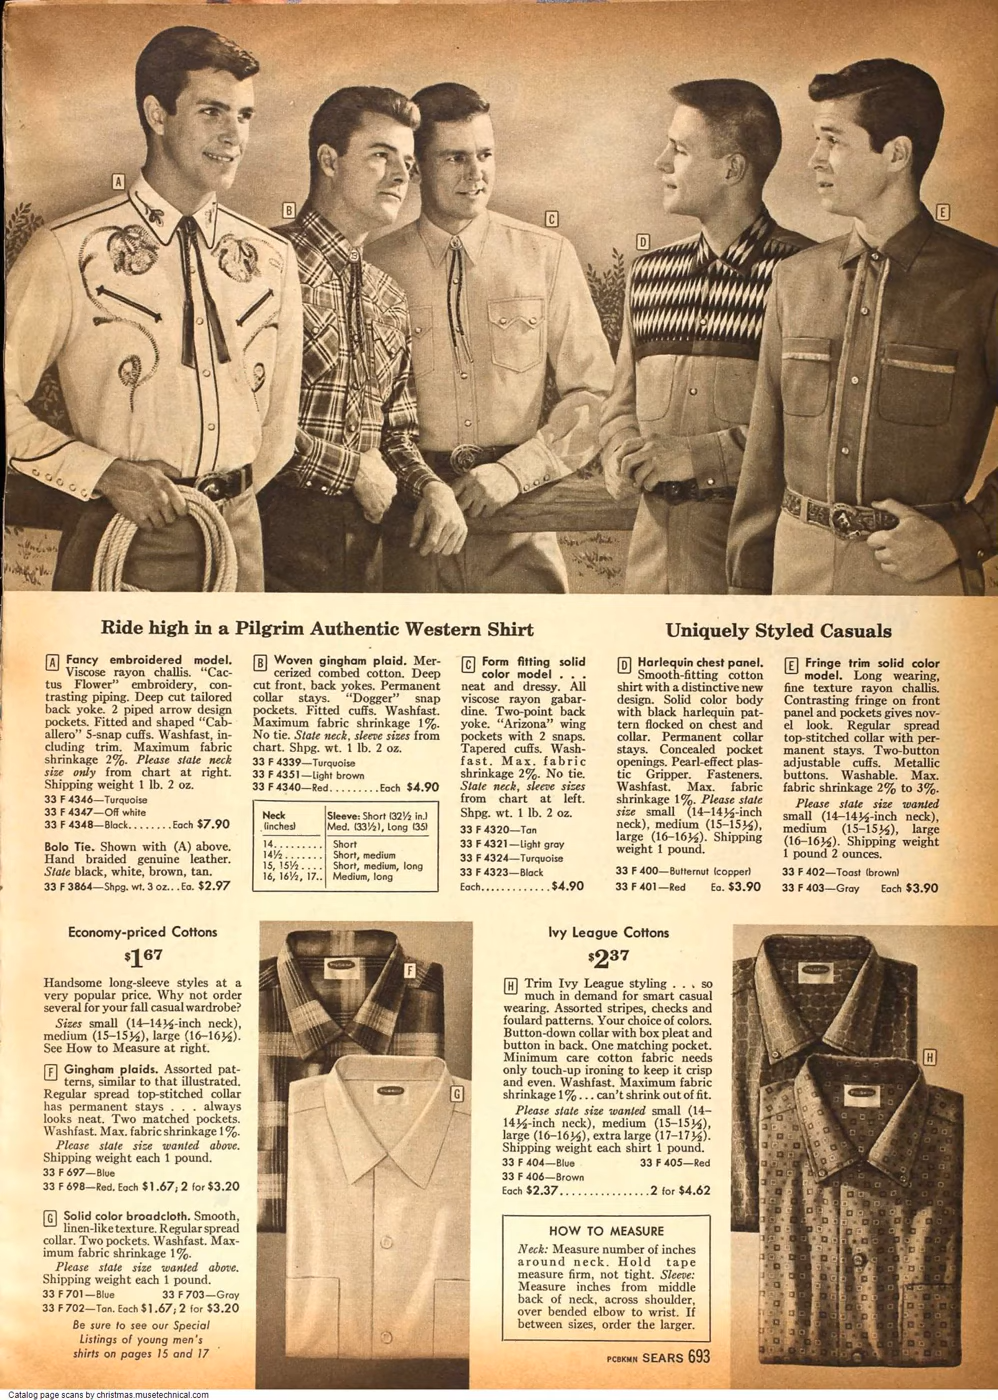 A
B
C
D
E
Ride high in a Pilgrim Authentic Western Shirt
A Fancy embroidered model.
Viscose rayon challis. “Cac-
tus Flower” embroidery, con-
trasting piping. Deep cut tailored
back yoke. 2 piped arrow design
pockets. Fitted and shaped “Cab-
allero” 5-snap cuffs. Washfast, in-
cluding trim. Maximum fabric
shrinkage 2%. Please state neck
size only from chart at right.
Shipping weight 1 lb. 2 oz.
33 F 4346—Turquoise
33 F 4347—Off white
33 F 4348—Black........Each $7.90
Bolo Tie. Shown with (A) above.
Hand braided genuine leather.
State black, white, brown, tan.
33 F 3864—Shpg. wt. 3 oz...Ea. $2.97
B Woven gingham plaid. Mer-
cerized combed cotton. Deep
cut front, back yokes. Permanent
collar stays. “Dogger” snap
pockets. Fitted cuffs. Washfast.
Maximum fabric shrinkage 1%.
No tie. State neck, sleeve sizes from
chart. Shpg. wt. 1 lb. 2 oz.
33 F 4339—Turquoise
33 F 4351—Light brown
33 F 4340—Red.........Each $4.90
Neck (inches) Sleeve: Short (32½ in.) Med. (33½), Long (35)
14......... Short
14½....... Short, medium
15, 15½.... Short, medium, long
16, 16½, 17.. Medium, long
C Form fitting solid
color model . . .
neat and dressy. All
viscose rayon gabar-
dine. Two-point back
yoke. “Arizona” wing
pockets with 2 snaps.
Tapered cuffs. Wash-
fast. Max. fabric
shrinkage 2%. No tie.
State neck, sleeve sizes
from chart at left.
Shpg. wt. 1 lb. 2 oz.
33 F 4320—Tan
33 F 4321—Light gray
33 F 4324—Turquoise
33 F 4323—Black
Each............$4.90
Uniquely Styled Casuals
D Harlequin chest panel.
Smooth-fitting cotton
shirt with a distinctive new
design. Solid color body
with black harlequin pat-
tern flocked on chest and
collar. Permanent collar
stays. Concealed pocket
openings. Pearl-effect plas-
tic Gripper. Fasteners.
Washfast. Max. fabric
shrinkage 1%. Please state
size small (14–14½-inch
neck), medium (15–15½),
large (16–16½). Shipping
weight 1 pound.
33 F 400—Butternut (copper)
33 F 401—Red Ea. $3.90
E Fringe trim solid color
model. Long wearing,
fine texture rayon challis.
Contrasting fringe on front
panel and pockets gives nov-
el look. Regular spread
top-stitched collar with per-
manent stays. Two-button
adjustable cuffs. Metallic
buttons. Washable. Max.
fabric shrinkage 2% to 3%.
Please state size wanted
small (14–14½-inch neck),
medium (15–15½), large
(16–16½). Shipping weight
1 pound 2 ounces.
33 F 402—Toast (brown)
33 F 403—Gray Each $3.90
Economy-priced Cottons
$1 67
Handsome long-sleeve styles at a
very popular price. Why not order
several for your fall casual wardrobe?
Sizes small (14–14½-inch neck),
medium (15–15½), large (16–16½).
See How to Measure at right.
F Gingham plaids. Assorted pat-
terns, similar to that illustrated.
Regular spread top-stitched collar
has permanent stays . . . always
looks neat. Two matched pockets.
Washfast. Max. fabric shrinkage 1%.
Please state size wanted above.
Shipping weight each 1 pound.
33 F 697—Blue
33 F 698—Red. Each $1.67; 2 for $3.20
G Solid color broadcloth. Smooth,
linen-like texture. Regular spread
collar. Two pockets. Washfast. Max-
imum fabric shrinkage 1%.
Please state size wanted above.
Shipping weight each 1 pound.
33 F 701—Blue 33 F 703—Gray
33 F 702—Tan. Each $1.67; 2 for $3.20
Be sure to see our Special
Listings of young men's
shirts on pages 15 and 17
F
G
Ivy League Cottons
$2 37
H Trim Ivy League styling . . . so
much in demand for smart casual
wearing. Assorted stripes, checks and
foulard patterns. Your choice of colors.
Button-down collar with box pleat and
button in back. One matching pocket.
Minimum care cotton fabric needs
only touch-up ironing to keep it crisp
and even. Washfast. Maximum fabric
shrinkage 1% . . . can't shrink out of fit.
Please state size wanted small (14–
14½-inch neck), medium (15–15½),
large (16–16½), extra large (17–17½).
Shipping weight each shirt 1 pound.
33 F 404—Blue 33 F 405—Red
33 F 406—Brown
Each $2.37................2 for $4.62
HOW TO MEASURE
Neck: Measure number of inches
around neck. Hold tape
measure firm, not tight. Sleeve:
Measure inches from middle
back of neck, across shoulder,
over bended elbow to wrist. If
between sizes, order the larger.
H
PCBKMN SEARS 693
Catalog page scans by christmas.musetechnical.com